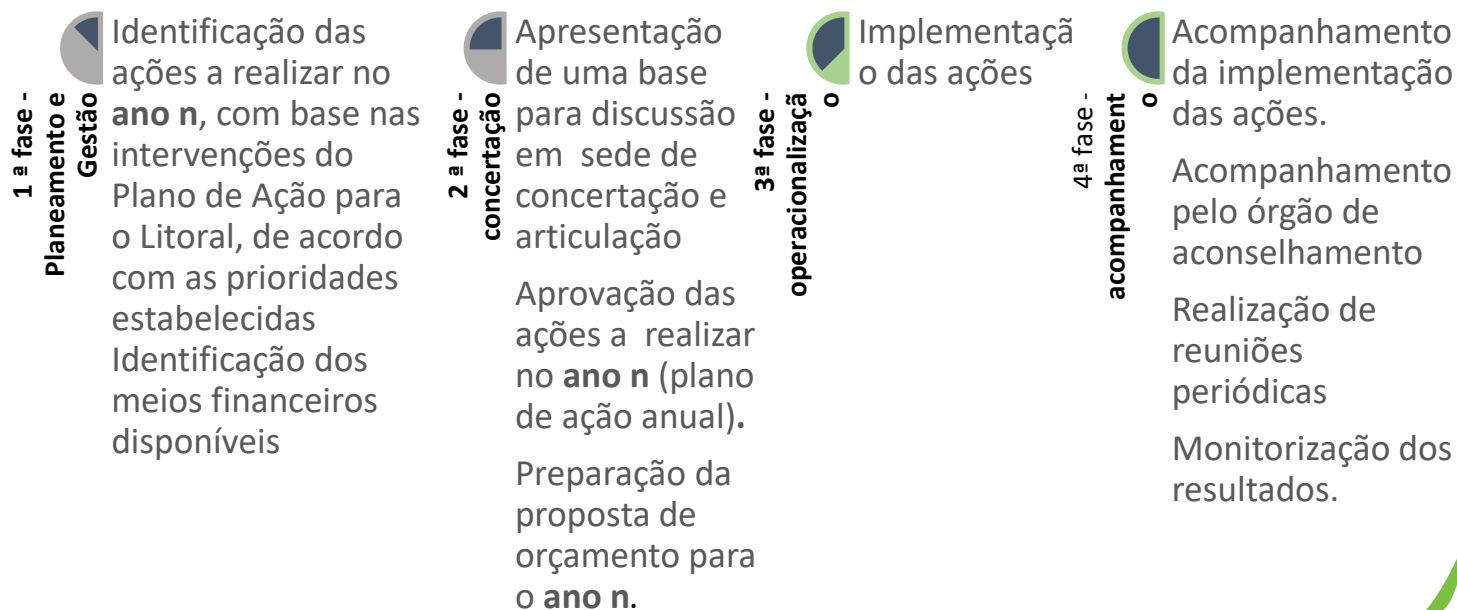 1 ª fase -
Planeamento e
Gestão
Identificação das
ações a realizar no
ano n, com base nas
intervenções do
Plano de Ação para
o Litoral, de acordo
com as prioridades
estabelecidas
Identificação dos
meios financeiros
disponíveis
2 ª fase -
concertação
Apresentação
de uma base
para discussão
em sede de
concertação e
articulação
Aprovação das
ações a realizar
no ano n (plano
de ação anual).
Preparação da
proposta de
orçamento para
o ano n.
3ª fase -
operacionalizaçã
o
Implementaçã
o das ações
4ª fase -
acompanhament
o
Acompanhamento
da implementação
das ações.
Acompanhamento
pelo órgão de
aconselhamento
Realização de
reuniões
periódicas
Monitorização dos
resultados.